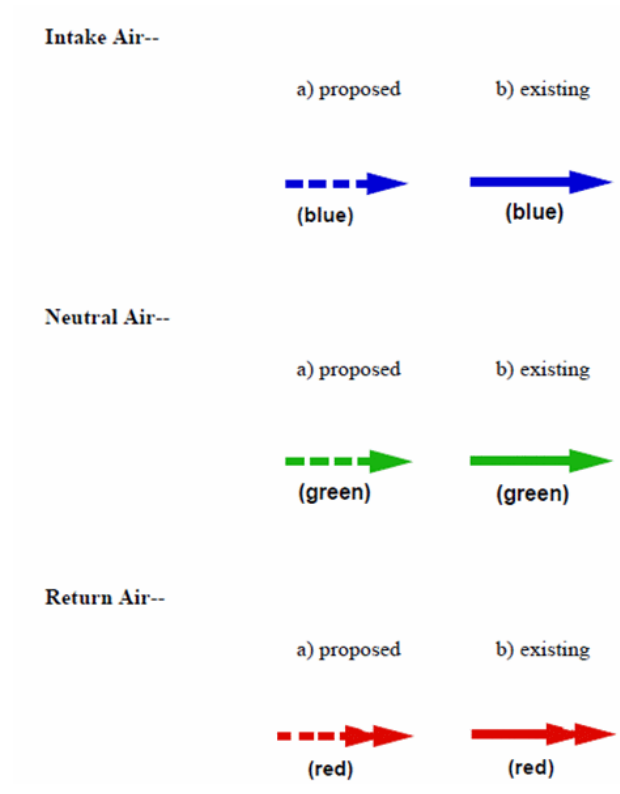 Intake Air--
a) proposed b) existing
(blue) (blue)
Neutral Air--
a) proposed b) existing
(green) (green)
Return Air--
a) proposed b) existing
(red) (red)